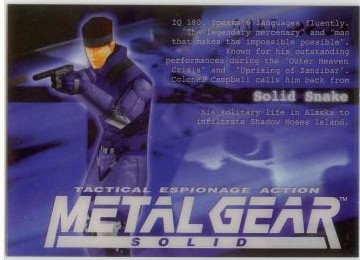 IQ 180. Speaks 6 languages fluently.
"The legendary mercenary" and "man
that makes the impossible possible".
Known for his outstanding
performances during the "Outer Heaven
Crisis" and "Uprising of Zanzibar".
Colonel Campbell calls him back from
Solid Snake
his solitary life in Alaska to
infiltrate Shadow Moses Island.
TACTICAL ESPIONAGE ACTION
METAL GEAR™
SOLID